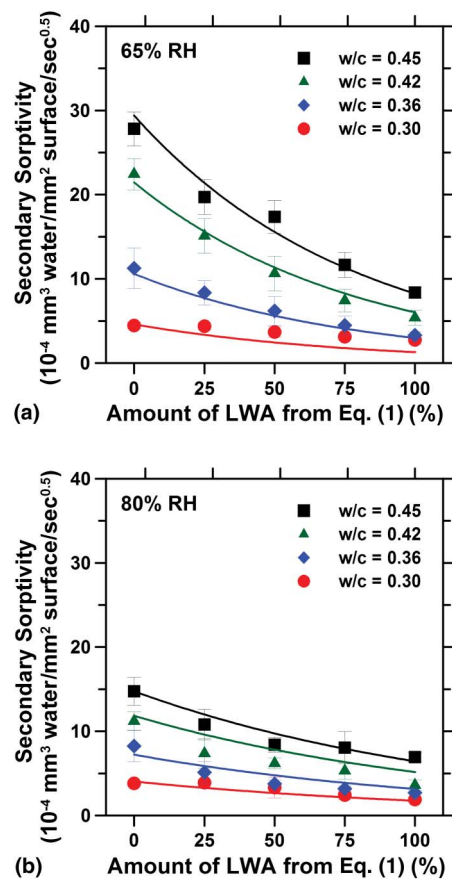 65% RH
w/c = 0.45
w/c = 0.42
w/c = 0.36
w/c = 0.30
40
30
20
10
0
Secondary Sorptivity
(10⁻⁴ mm³ water/mm² surface/sec⁰·⁵)
0 25 50 75 100
(a) Amount of LWA from Eq. (1) (%)
80% RH
w/c = 0.45
w/c = 0.42
w/c = 0.36
w/c = 0.30
40
30
20
10
0
Secondary Sorptivity
(10⁻⁴ mm³ water/mm² surface/sec⁰·⁵)
0 25 50 75 100
(b) Amount of LWA from Eq. (1) (%)